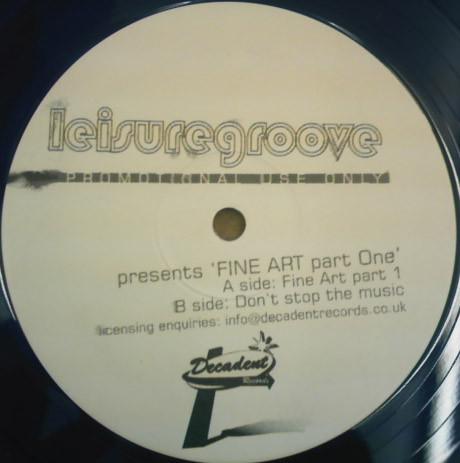 leisuregroove
PROMOTIONAL USE ONLY
presents 'FINE ART part One'
A side: Fine Art part 1
B side: Don't stop the music
licensing enquiries: info@decadentrecords.co.uk
Decadent
Records